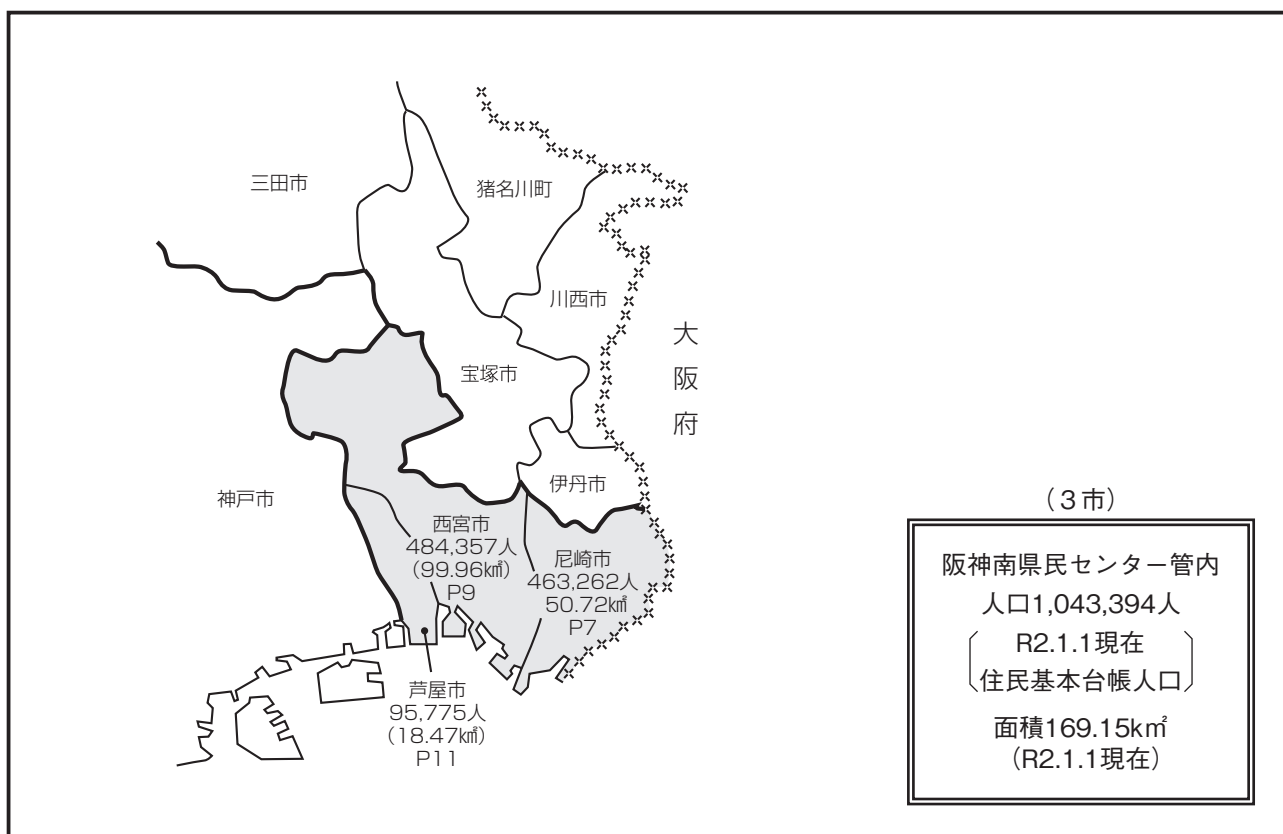 三田市
猪名川町
川西市
大阪府
宝塚市
伊丹市
神戸市
西宮市
484,357人
(99.96k㎡)
P9
尼崎市
463,262人
50.72k㎡
P7
芦屋市
95,775人
(18.47k㎡)
P11
(3市)
阪神南県民センター管内
人口1,043,394人
R2.1.1現在
住民基本台帳人口
面積169.15k㎡
(R2.1.1現在)